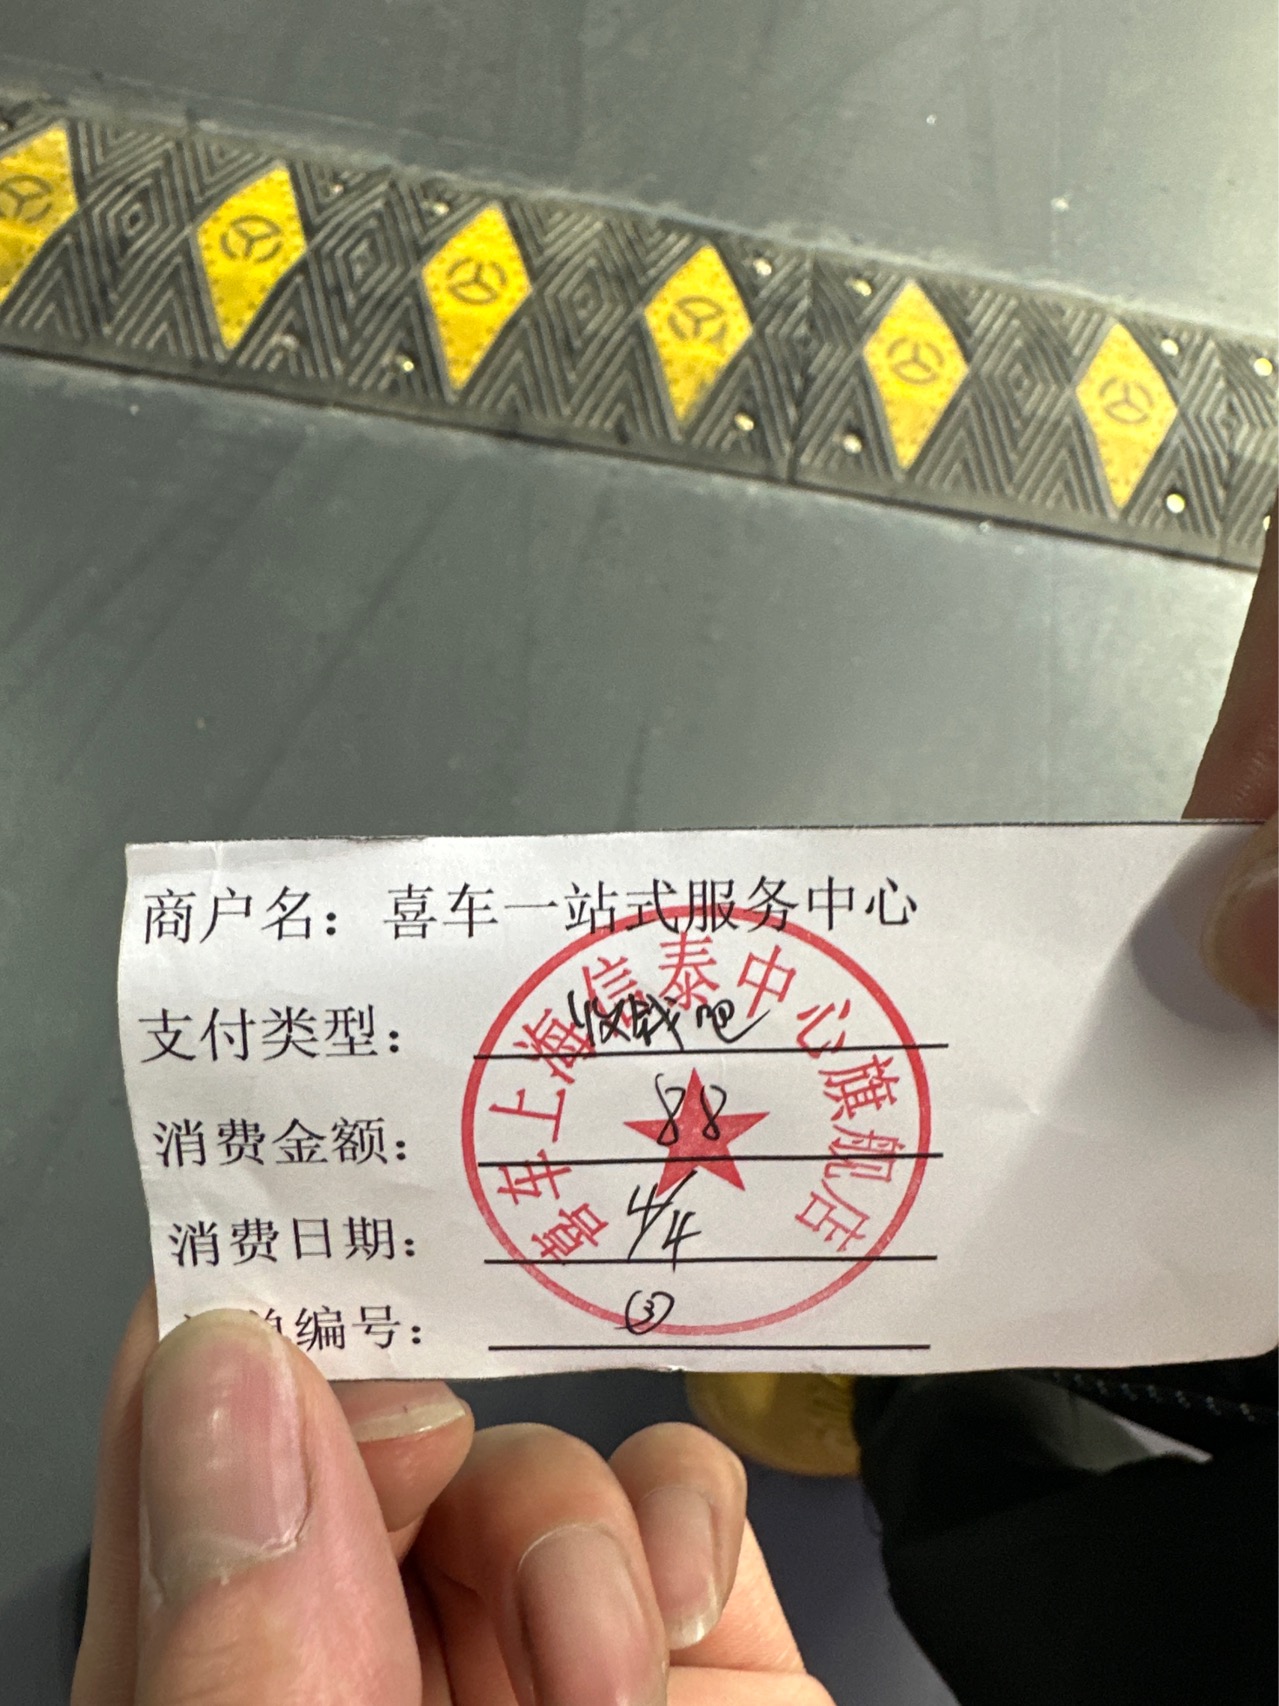 商户名：喜车一站式服务中心
支付类型：收钱吧
消费金额：88
消费日期：4/4
单编号：③
喜车上海信泰中心旗舰店